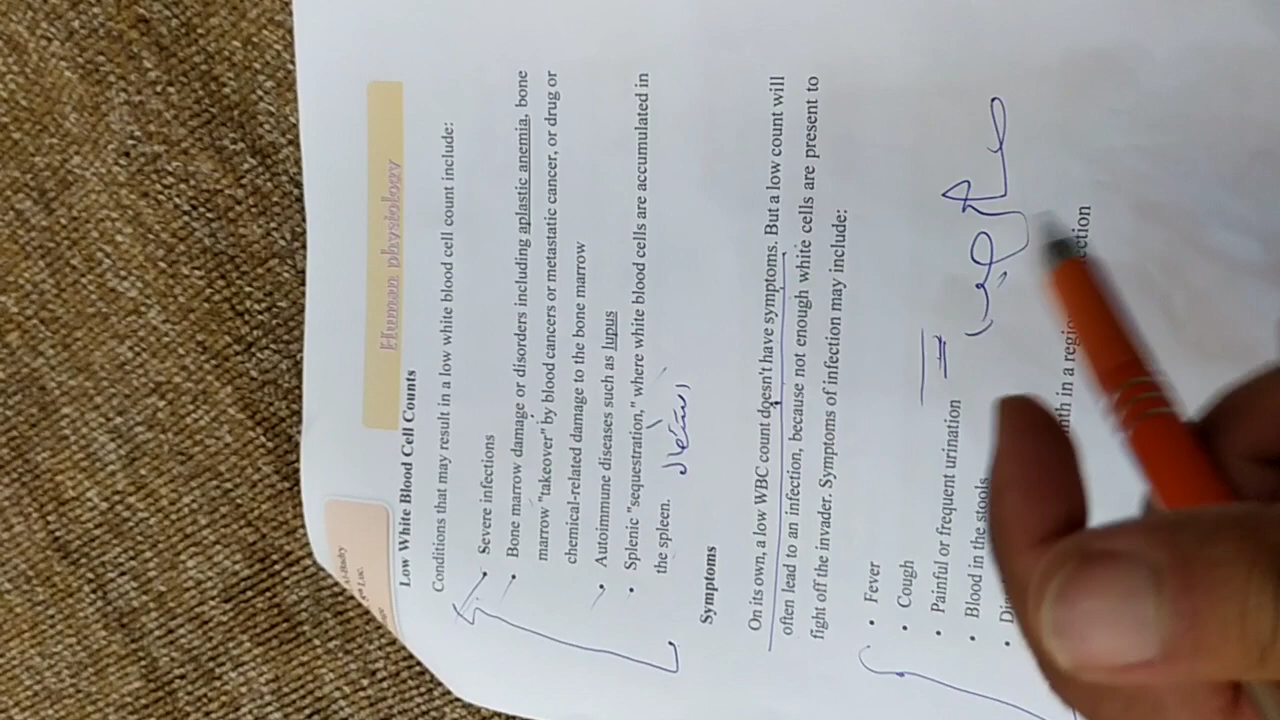 Human physiology
Low White Blood Cell Counts
Conditions that may result in a low white blood cell count include:
• Severe infections
• Bone marrow damage or disorders including aplastic anemia, bone
marrow "takeover" by blood cancers or metastatic cancer, or drug or
chemical-related damage to the bone marrow
• Autoimmune diseases such as lupus
• Splenic "sequestration," where white blood cells are accumulated in
the spleen.
Symptoms
On its own, a low WBC count doesn't have symptoms. But a low count will
often lead to an infection, because not enough white cells are present to
fight off the invader. Symptoms of infection may include:
• Fever
• Cough
• Painful or frequent urination
• Blood in the stools
in a